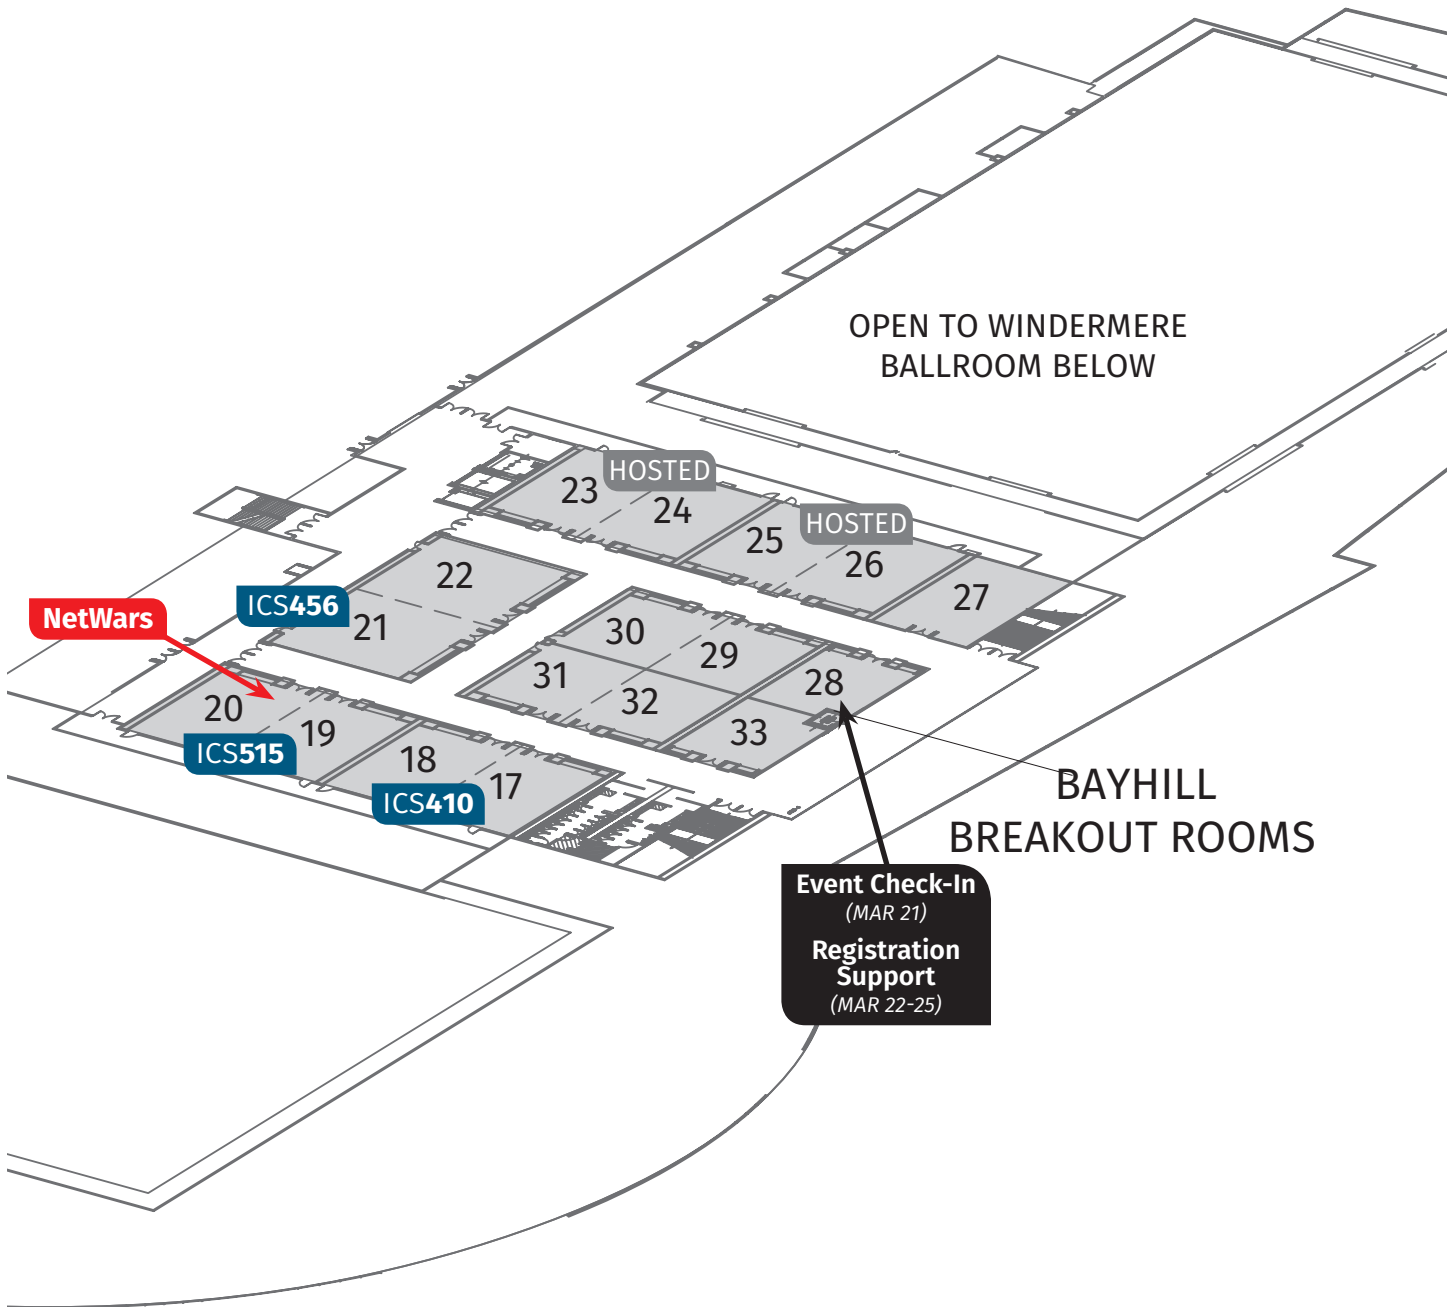 OPEN TO WINDERMERE
BALLROOM BELOW
HOSTED
23
24
HOSTED
25
26
27
22
ICS456
21
NetWars
30
29
28
31
32
33
20
19
ICS515
18
17
ICS410
BAYHILL
BREAKOUT ROOMS
Event Check-In
(MAR 21)
Registration
Support
(MAR 22-25)